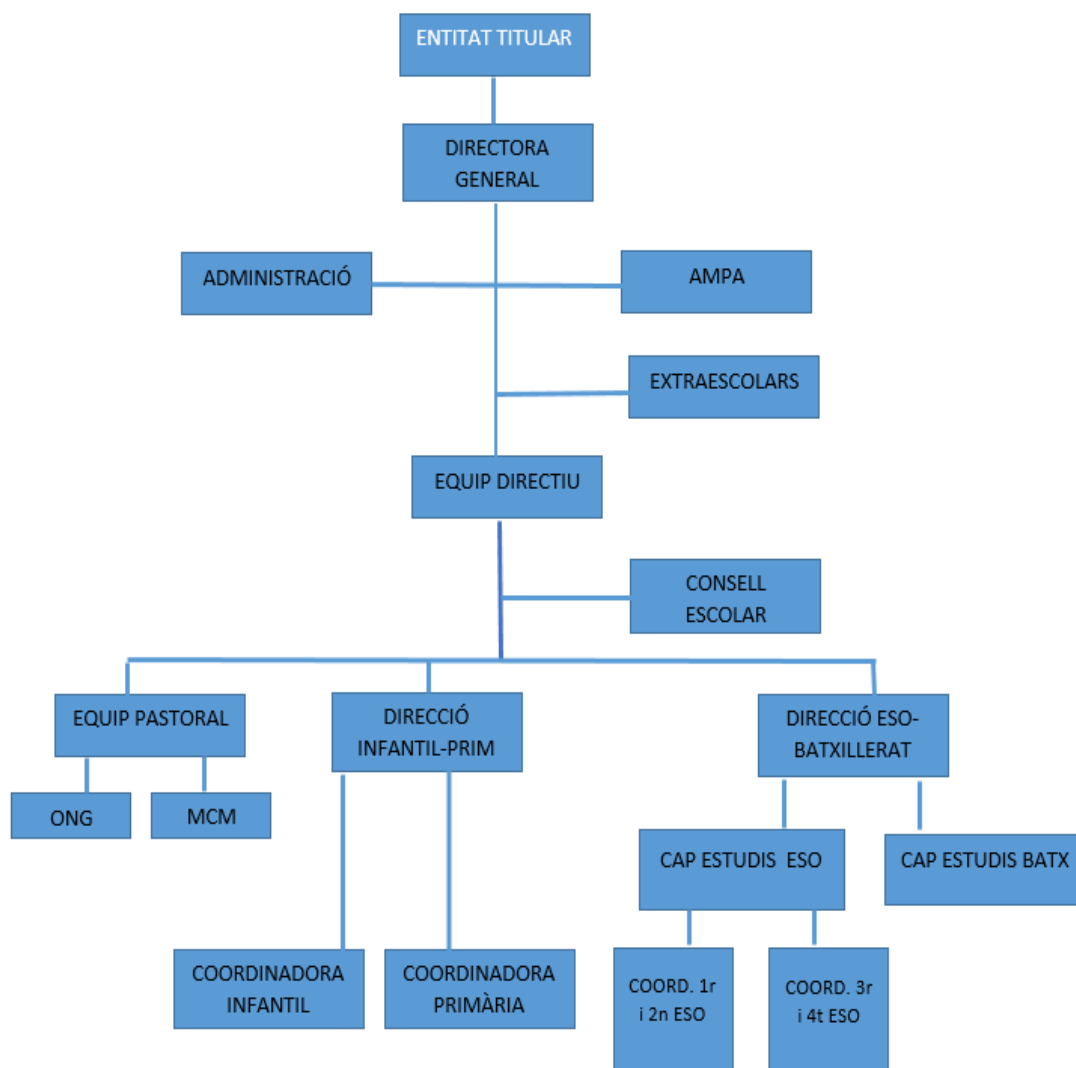 ENTITAT TITULAR
DIRECTORA
GENERAL
ADMINISTRACIÓ
AMPA
EXTRAESCOLARS
EQUIP DIRECTIU
CONSELL
ESCOLAR
EQUIP PASTORAL
DIRECCIÓ
INFANTIL-PRIM
DIRECCIÓ ESO-
BATXILLERAT
ONG
MCM
CAP ESTUDIS ESO
CAP ESTUDIS BATX
COORDINADORA
INFANTIL
COORDINADORA
PRIMÀRIA
COORD. 1r
i 2n ESO
COORD. 3r
i 4t ESO